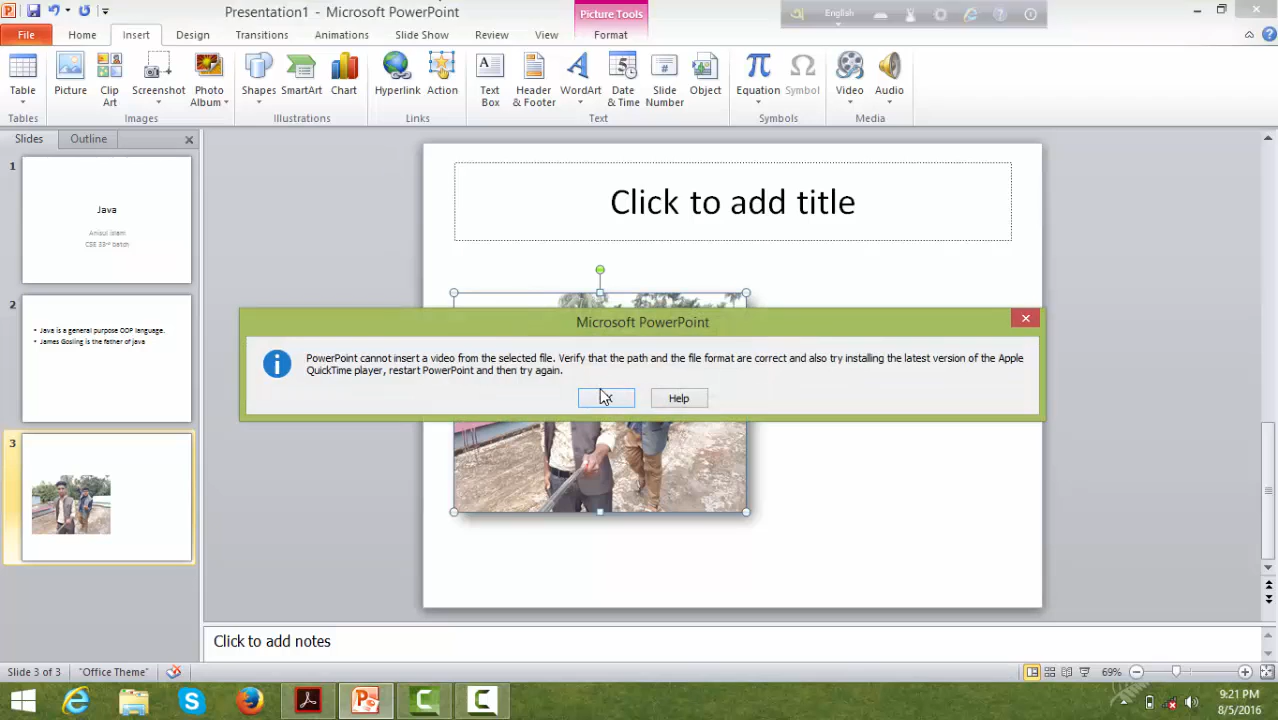 Presentation1 - Microsoft PowerPoint
Picture Tools
English
File Home Insert Design Transitions Animations Slide Show Review View Format
Table Picture Clip Art Screenshot Photo Album Shapes SmartArt Chart Hyperlink Action Text Box Header & Footer WordArt Date & Time Slide Number Object Equation Symbol Video Audio
Tables Images Illustrations Links Text Symbols Media
Slides Outline
1
Java
Anisul Islam
CSE 33rd batch
2
• Java is a general purpose OOP language.
• James Gosling is the father of java
3
Click to add title
Microsoft PowerPoint
PowerPoint cannot insert a video from the selected file. Verify that the path and the file format are correct and also try installing the latest version of the Apple
QuickTime player, restart PowerPoint and then try again.
Help
Click to add notes
Slide 3 of 3 "Office Theme" 69%
9:21 PM
8/5/2016